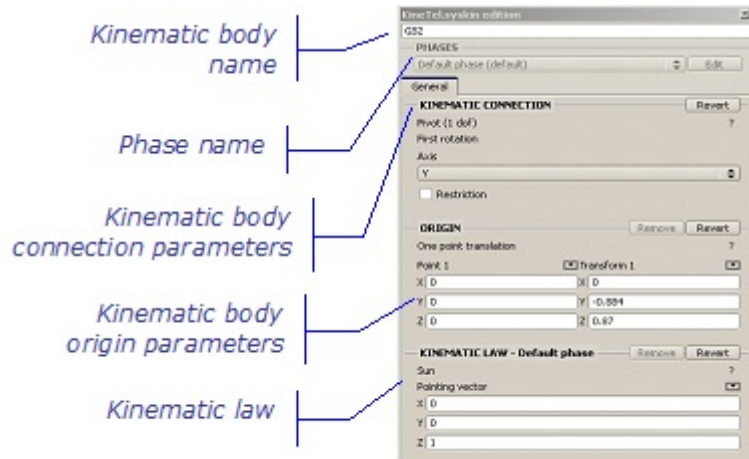 KineTel.syskin edition
Kinematic body
name
GS2
PHASES
Default phase (default)
Edit
General
Phase name
KINEMATIC CONNECTION
Revert
Pivot (1 dof)
?
First rotation
Axis
Y
Restriction
Kinematic body
connection parameters
ORIGIN
Remove
Revert
One point translation
?
Point 1
Transform 1
X 0
X 0
Y 0
Y -0.884
Z 0
Z 0.87
Kinematic body
origin parameters
KINEMATIC LAW - Default phase
Remove
Revert
Sun
?
Pointing vector
X 0
Y 0
Z 1
Kinematic law